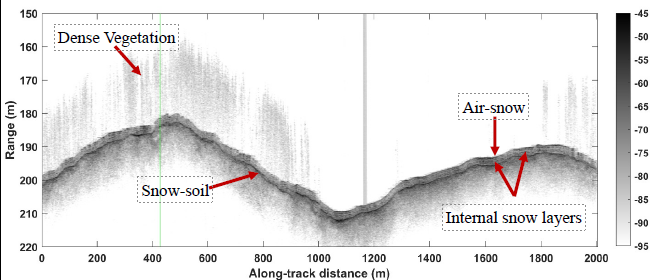 150
160
170
180
190
200
210
220
Range (m)
Dense Vegetation
Air-snow
Snow-soil
Internal snow layers
0 200 400 600 800 1000 1200 1400 1600 1800 2000
Along-track distance (m)
-45
-50
-55
-60
-65
-70
-75
-80
-85
-90
-95